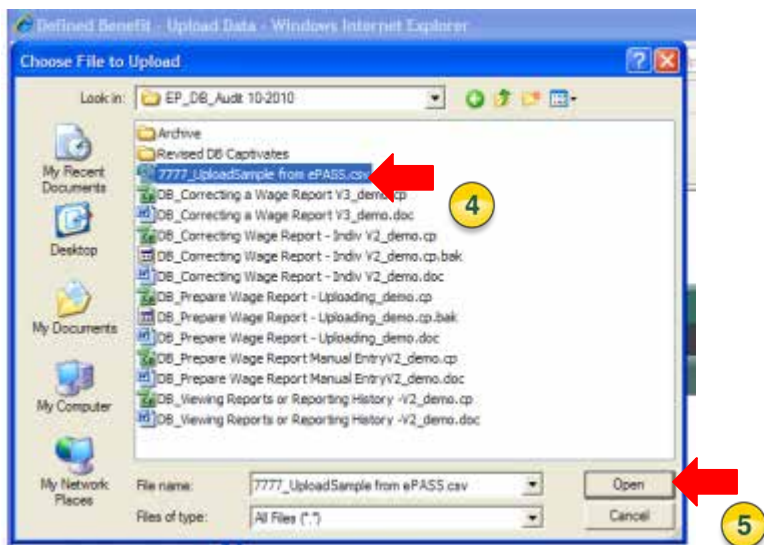 Defined Benefit - Upload Data - Windows Internet Explorer
Choose File to Upload
Look in: EP_DB_Audit 10-2010
My Recent Documents
Desktop
My Documents
My Computer
My Network Places
Archive
Revised DB Captivates
7777_UploadSample from ePASS.csv
DB_Correcting a Wage Report V3_demo.cp
DB_Correcting a Wage Report V3_demo.doc
DB_Correcting Wage Report - Indiv V2_demo.cp
DB_Correcting Wage Report - Indiv V2_demo.cp.bak
DB_Correcting Wage Report - Indiv V2_demo.doc
DB_Prepare Wage Report - Uploading_demo.cp
DB_Prepare Wage Report - Uploading_demo.cp.bak
DB_Prepare Wage Report - Uploading_demo.doc
DB_Prepare Wage Report Manual EntryV2_demo.cp
DB_Prepare Wage Report Manual EntryV2_demo.doc
DB_Viewing Reports or Reporting History -V2_demo.cp
DB_Viewing Reports or Reporting History -V2_demo.doc
4
File name: 7777_UploadSample from ePASS.csv Open
Files of type: All Files (*.*) Cancel
5